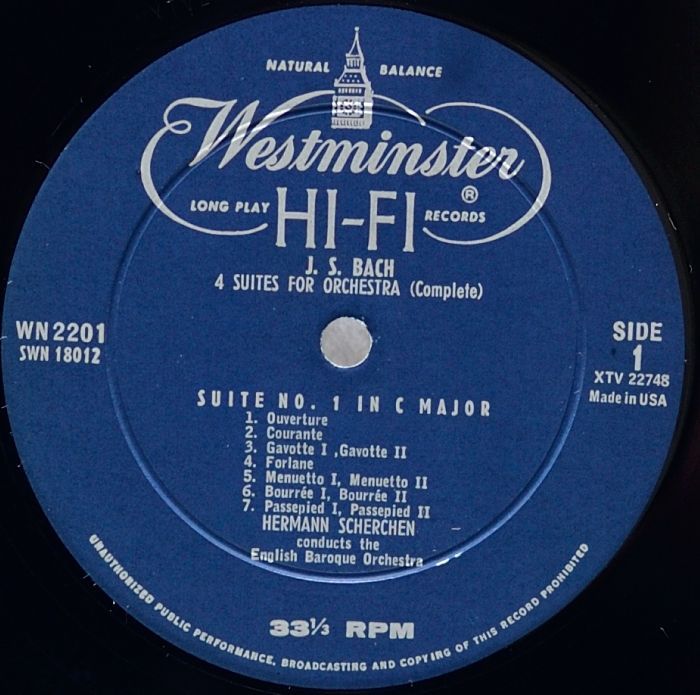 NATURAL BALANCE
Westminster ®
LONG PLAY HI-FI RECORDS
J. S. BACH
4 SUITES FOR ORCHESTRA (Complete)
WN2201
SWN 18012
SIDE
1
XTV 22748
Made in USA
SUITE NO. 1 IN C MAJOR
1. Ouverture
2. Courante
3. Gavotte I ,Gavotte II
4. Forlane
5. Menuetto I, Menuetto II
6. Bourrée I, Bourrée II
7. Passepied I, Passepied II
HERMANN SCHERCHEN
conducts the
English Baroque Orchestra
33⅓ RPM
UNAUTHORIZED PUBLIC PERFORMANCE, BROADCASTING AND COPYING OF THIS RECORD PROHIBITED